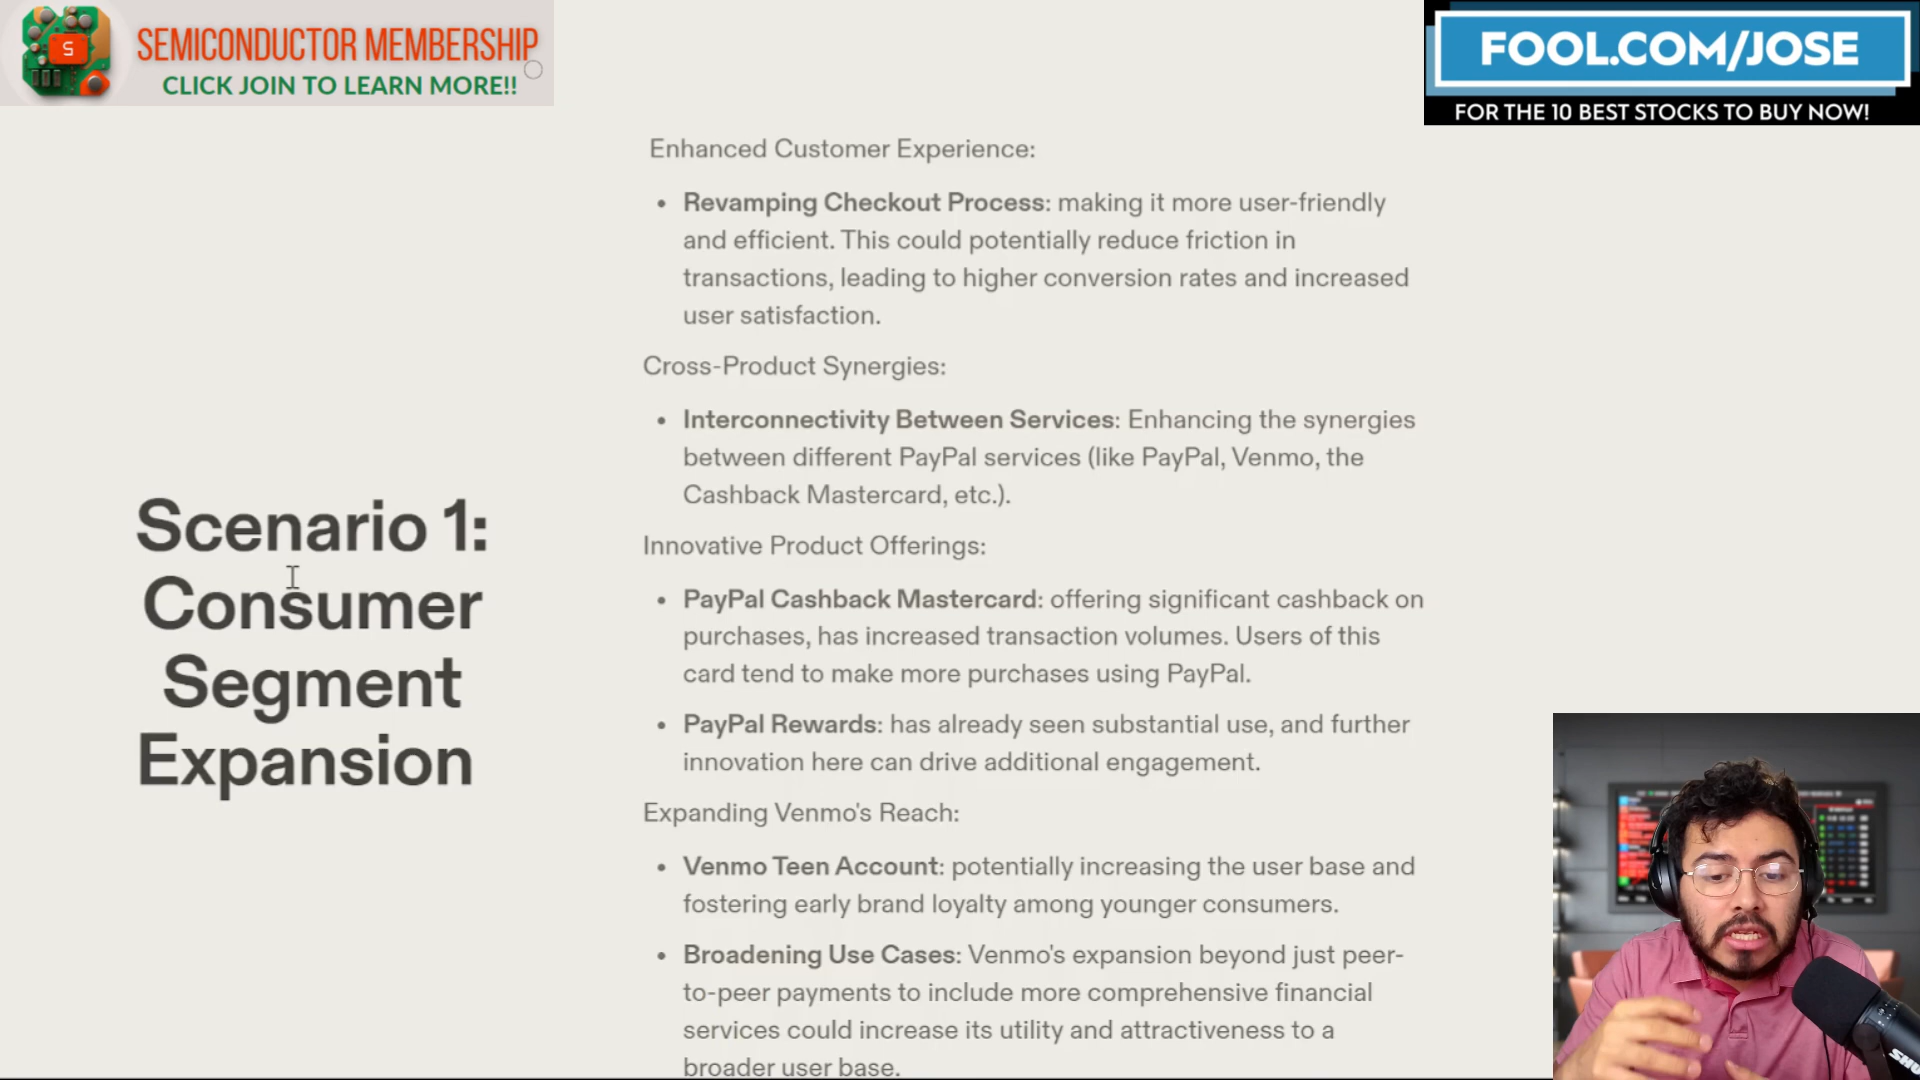 S
SEMICONDUCTOR MEMBERSHIP
CLICK JOIN TO LEARN MORE!!
FOOL.COM/JOSE
FOR THE 10 BEST STOCKS TO BUY NOW!
Scenario 1:
Consumer
Segment
Expansion
Enhanced Customer Experience:
• Revamping Checkout Process: making it more user-friendly
and efficient. This could potentially reduce friction in
transactions, leading to higher conversion rates and increased
user satisfaction.
Cross-Product Synergies:
• Interconnectivity Between Services: Enhancing the synergies
between different PayPal services (like PayPal, Venmo, the
Cashback Mastercard, etc.).
Innovative Product Offerings:
• PayPal Cashback Mastercard: offering significant cashback on
purchases, has increased transaction volumes. Users of this
card tend to make more purchases using PayPal.
• PayPal Rewards: has already seen substantial use, and further
innovation here can drive additional engagement.
Expanding Venmo's Reach:
• Venmo Teen Account: potentially increasing the user base and
fostering early brand loyalty among younger consumers.
• Broadening Use Cases: Venmo's expansion beyond just peer-
to-peer payments to include more comprehensive financial
services could increase its utility and attractiveness to a
broader user base.